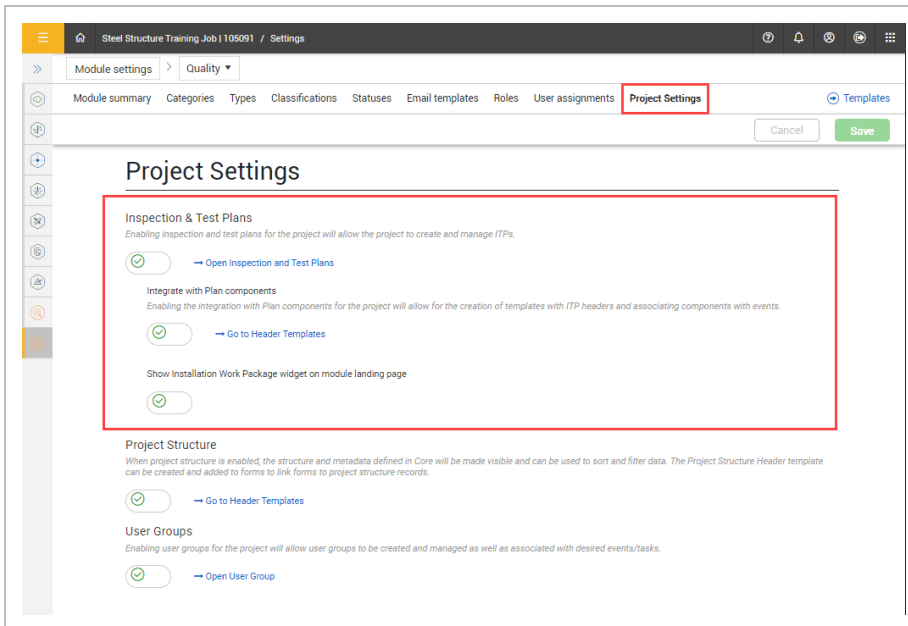 Steel Structure Training Job | 105091 / Settings
Module settings > Quality ▼
Module summary Categories Types Classifications Statuses Email templates Roles User assignments Project Settings Templates
Cancel Save
Project Settings
Inspection & Test Plans
Enabling inspection and test plans for the project will allow the project to create and manage ITPs.
→ Open Inspection and Test Plans
Integrate with Plan components
Enabling the integration with Plan components for the project will allow for the creation of templates with ITP headers and associating components with events.
→ Go to Header Templates
Show Installation Work Package widget on module landing page
Project Structure
When project structure is enabled, the structure and metadata defined in Core will be made visible and can be used to sort and filter data. The Project Structure Header template
can be created and added to forms to link forms to project structure records.
→ Go to Header Templates
User Groups
Enabling user groups for the project will allow user groups to be created and managed as well as associated with desired events/tasks.
→ Open User Group